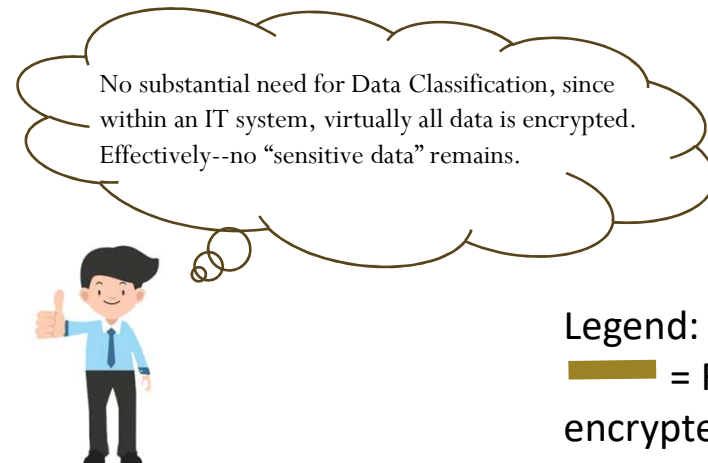 No substantial need for Data Classification, since
within an IT system, virtually all data is encrypted.
Effectively--no “sensitive data” remains.
Legend:
=